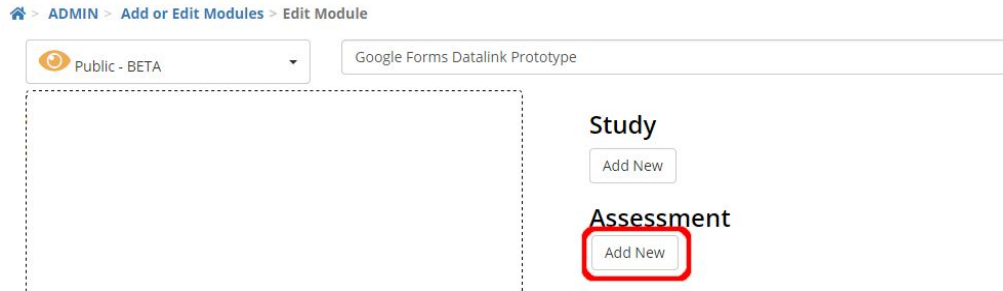 > ADMIN > Add or Edit Modules > Edit Module
Public - BETA
Google Forms Datalink Prototype
Study
Add New
Assessment
Add New